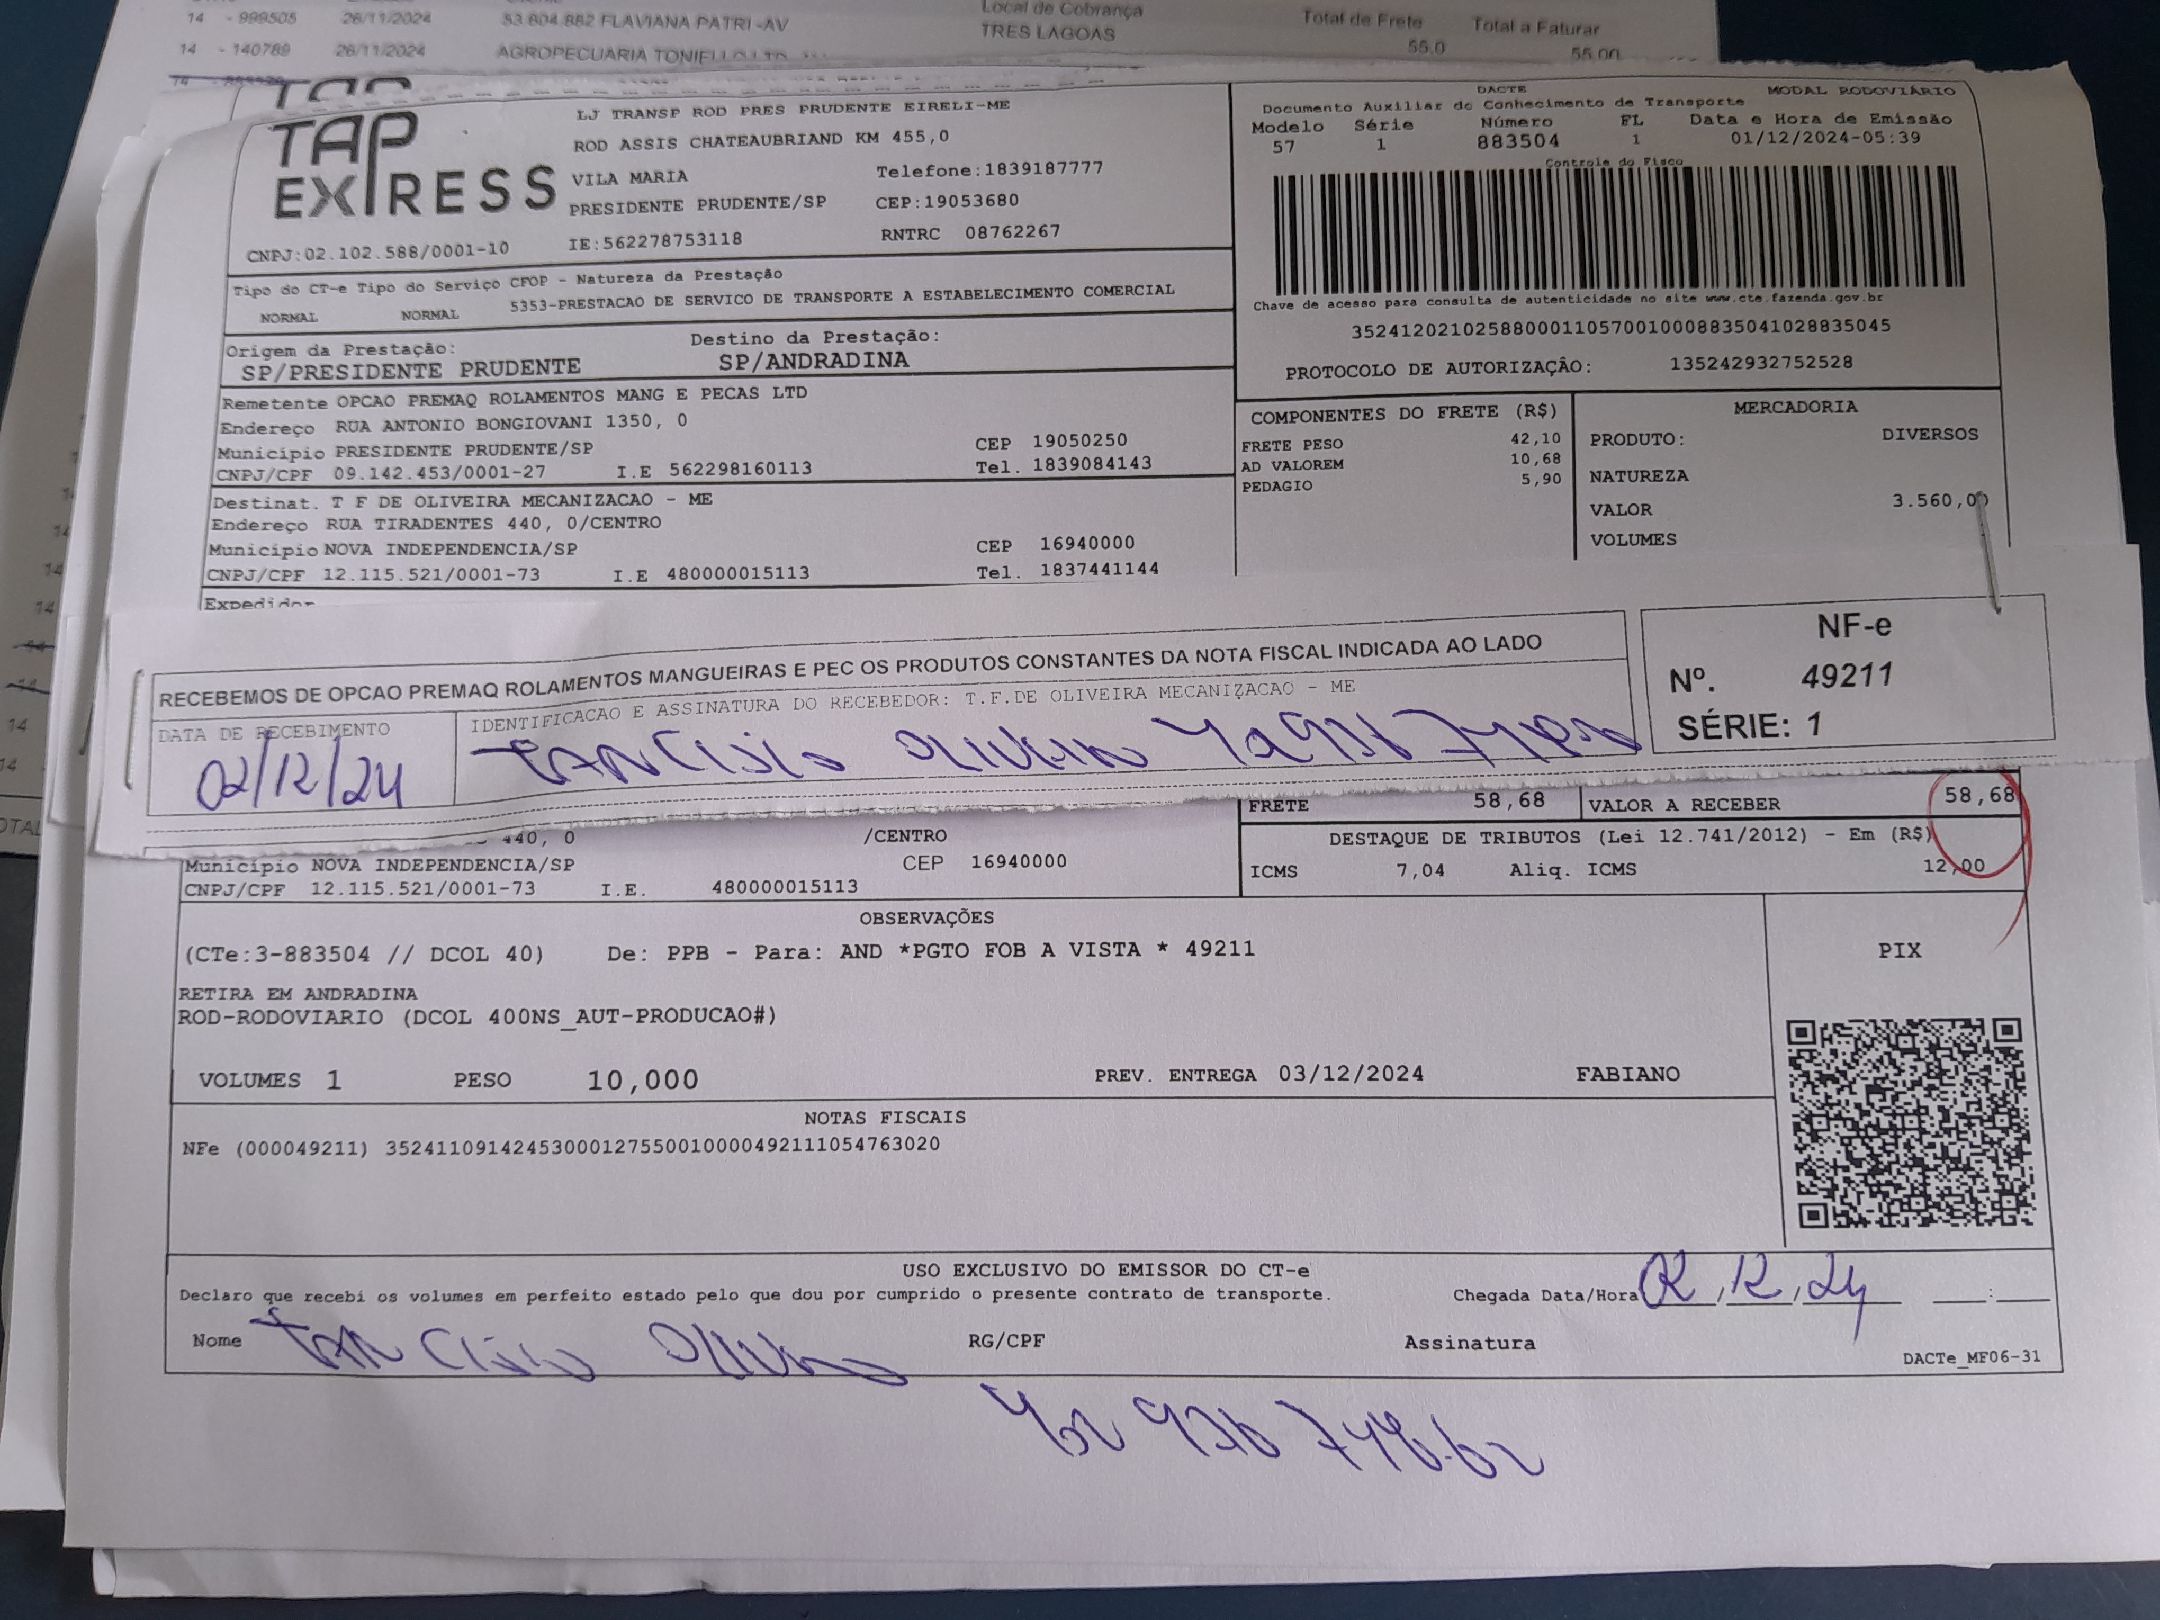 14 - 999505 26/11/2024 53.804.882 FLAVIANA PATRI -AV Local de Cobrança Total de Frete Total a Faturar
TRES LAGOAS 55.0 55.00
14 - 140789 26/11/2024 AGROPECUARIA TONIELLO LTD
TAP EXPRESS
LJ TRANSP ROD PRES PRUDENTE EIRELI-ME
ROD ASSIS CHATEAUBRIAND KM 455,0
VILA MARIA Telefone:1839187777
PRESIDENTE PRUDENTE/SP CEP:19053680
CNPJ:02.102.588/0001-10 IE:562278753118 RNTRC 08762267
DACTE MODAL RODOVIÁRIO
Documento Auxiliar do Conhecimento de Transporte
Modelo Série Número FL Data e Hora de Emissão
57 1 883504 1 01/12/2024-05:39
Controle do Fisco
Chave de acesso para consulta de autenticidade no site www.cte.fazenda.gov.br
35241202102588000110570010008835041028835045
PROTOCOLO DE AUTORIZAÇÂO: 135242932752528
Tipo do CT-e Tipo do Serviço CFOP - Natureza da Prestação
NORMAL NORMAL 5353-PRESTACAO DE SERVICO DE TRANSPORTE A ESTABELECIMENTO COMERCIAL
Origem da Prestação: Destino da Prestação:
SP/PRESIDENTE PRUDENTE SP/ANDRADINA
Remetente OPCAO PREMAQ ROLAMENTOS MANG E PECAS LTD
Endereço RUA ANTONIO BONGIOVANI 1350, 0
Município PRESIDENTE PRUDENTE/SP CEP 19050250
CNPJ/CPF 09.142.453/0001-27 I.E 562298160113 Tel. 1839084143
Destinat. T F DE OLIVEIRA MECANIZACAO - ME
Endereço RUA TIRADENTES 440, 0/CENTRO
Município NOVA INDEPENDENCIA/SP CEP 16940000
CNPJ/CPF 12.115.521/0001-73 I.E 480000015113 Tel. 1837441144
Expedidor
COMPONENTES DO FRETE (R$)
FRETE PESO 42,10
AD VALOREM 10,68
PEDAGIO 5,90
MERCADORIA
PRODUTO: DIVERSOS
NATUREZA
VALOR 3.560,00
VOLUMES
RECEBEMOS DE OPCAO PREMAQ ROLAMENTOS MANGUEIRAS E PEC OS PRODUTOS CONSTANTES DA NOTA FISCAL INDICADA AO LADO
DATA DE RECEBIMENTO IDENTIFICACAO E ASSINATURA DO RECEBEDOR: T.F.DE OLIVEIRA MECANIZACAO - ME
02/12/24
NF-e
Nº. 49211
SÉRIE: 1
FRETE 58,68 VALOR A RECEBER 58,68
440, 0 /CENTRO
Município NOVA INDEPENDENCIA/SP CEP 16940000
CNPJ/CPF 12.115.521/0001-73 I.E. 480000015113
DESTAQUE DE TRIBUTOS (Lei 12.741/2012) - Em (R$)
ICMS 7,04 Aliq. ICMS 12,00
OBSERVAÇÕES
(CTe:3-883504 // DCOL 40) De: PPB - Para: AND *PGTO FOB A VISTA * 49211
RETIRA EM ANDRADINA
ROD-RODOVIARIO (DCOL 400NS_AUT-PRODUCAO#)
PIX
VOLUMES 1 PESO 10,000 PREV. ENTREGA 03/12/2024 FABIANO
NOTAS FISCAIS
NFe (000049211) 35241109142453000127550010000492111054763020
USO EXCLUSIVO DO EMISSOR DO CT-e
Declaro que recebi os volumes em perfeito estado pelo que dou por cumprido o presente contrato de transporte. Chegada Data/Hora 02,12,24 :
Nome RG/CPF Assinatura
DACTe_MF06-31